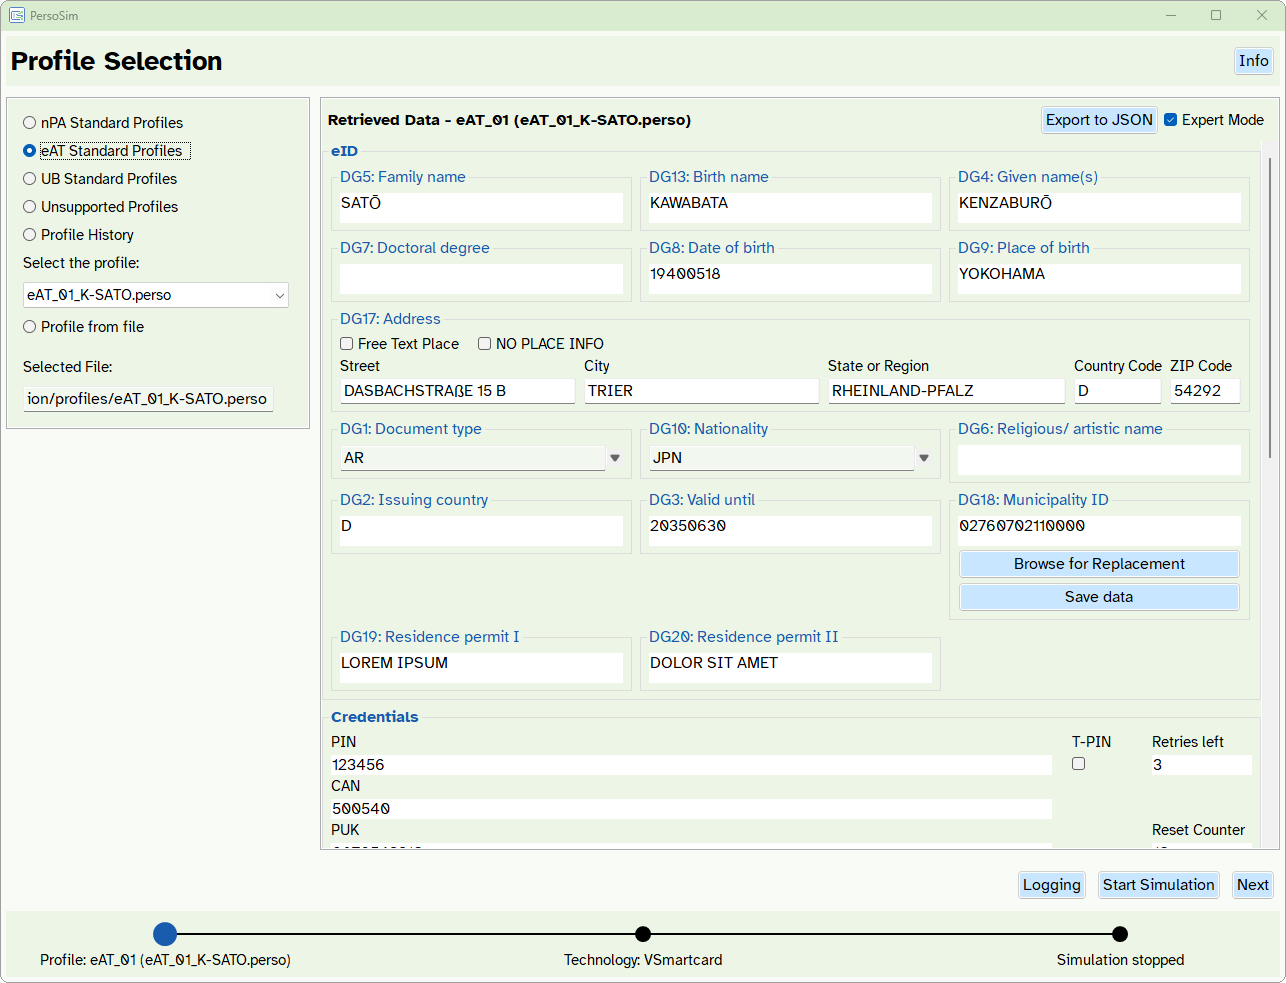 PersoSim
Profile Selection
Info
nPA Standard Profiles
eAT Standard Profiles
UB Standard Profiles
Unsupported Profiles
Profile History
Select the profile:
eAT_01_K-SATO.perso
Profile from file
Selected File:
ion/profiles/eAT_01_K-SATO.perso
Retrieved Data - eAT_01 (eAT_01_K-SATO.perso)
Export to JSON
Expert Mode
eID
DG5: Family name
DG13: Birth name
DG4: Given name(s)
SATŌ
KAWABATA
KENZABURŌ
DG7: Doctoral degree
DG8: Date of birth
DG9: Place of birth
19400518
YOKOHAMA
DG17: Address
Free Text Place
NO PLACE INFO
Street
City
State or Region
Country Code
ZIP Code
DASBACHSTRAẞE 15 B
TRIER
RHEINLAND-PFALZ
D
54292
DG1: Document type
DG10: Nationality
DG6: Religious/ artistic name
AR
JPN
DG2: Issuing country
DG3: Valid until
DG18: Municipality ID
D
20350630
02760702110000
Browse for Replacement
Save data
DG19: Residence permit I
DG20: Residence permit II
LOREM IPSUM
DOLOR SIT AMET
Credentials
PIN
T-PIN
Retries left
123456
3
CAN
500540
PUK
Reset Counter
Logging
Start Simulation
Next
Profile: eAT_01 (eAT_01_K-SATO.perso)
Technology: VSmartcard
Simulation stopped